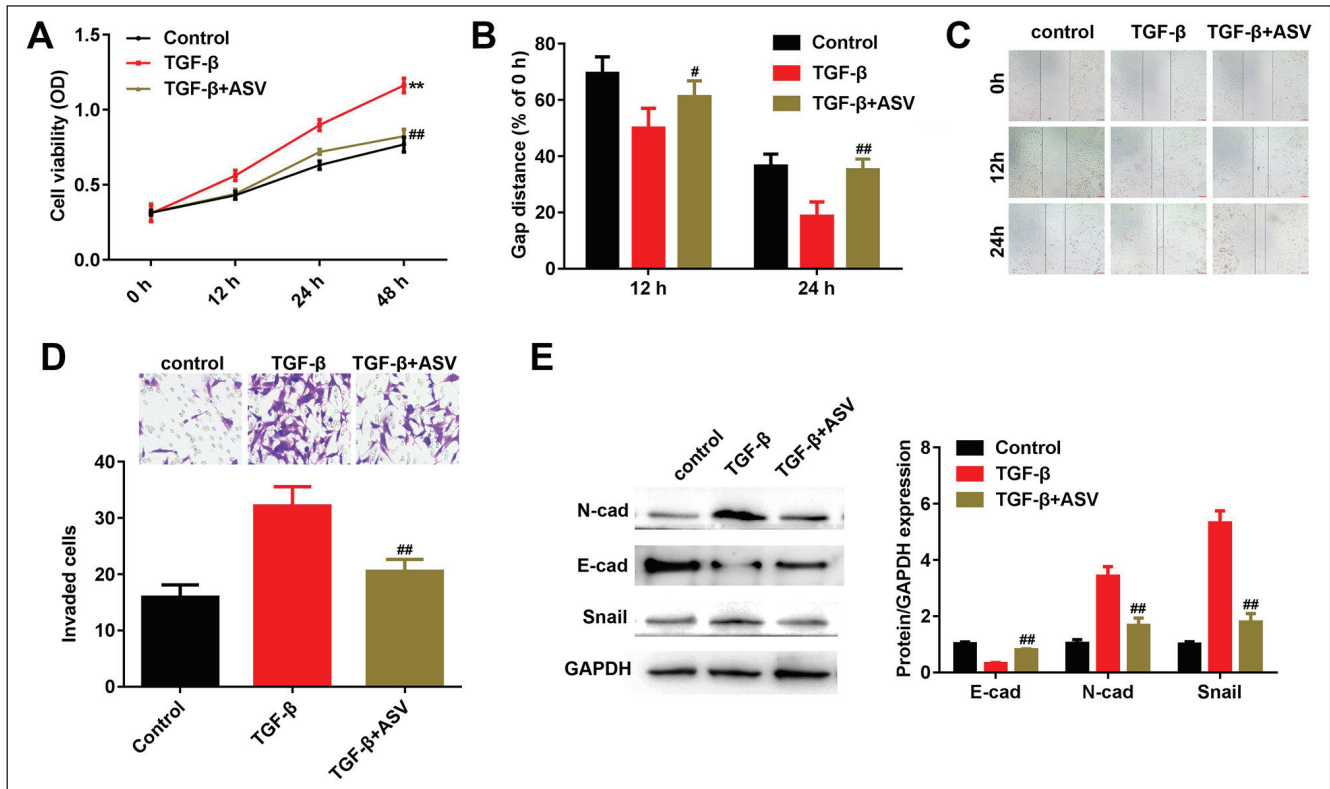 A
Control
TGF-β
TGF-β+ASV
Cell viability (OD)
1.5
1.0
0.5
0.0
**
##
0 h
12 h
24 h
48 h
B
Control
TGF-β
TGF-β+ASV
Gap distance (% of 0 h)
80
60
40
20
0
#
##
12 h
24 h
C
control
TGF-β
TGF-β+ASV
0h
12h
24h
D
control
TGF-β
TGF-β+ASV
Invaded cells
40
30
20
10
0
##
Control
TGF-β
TGF-β+ASV
E
control
TGF-β
TGF-β+ASV
N-cad
E-cad
Snail
GAPDH
Control
TGF-β
TGF-β+ASV
Protein/GAPDH expression
8
6
4
2
0
##
##
##
E-cad
N-cad
Snail